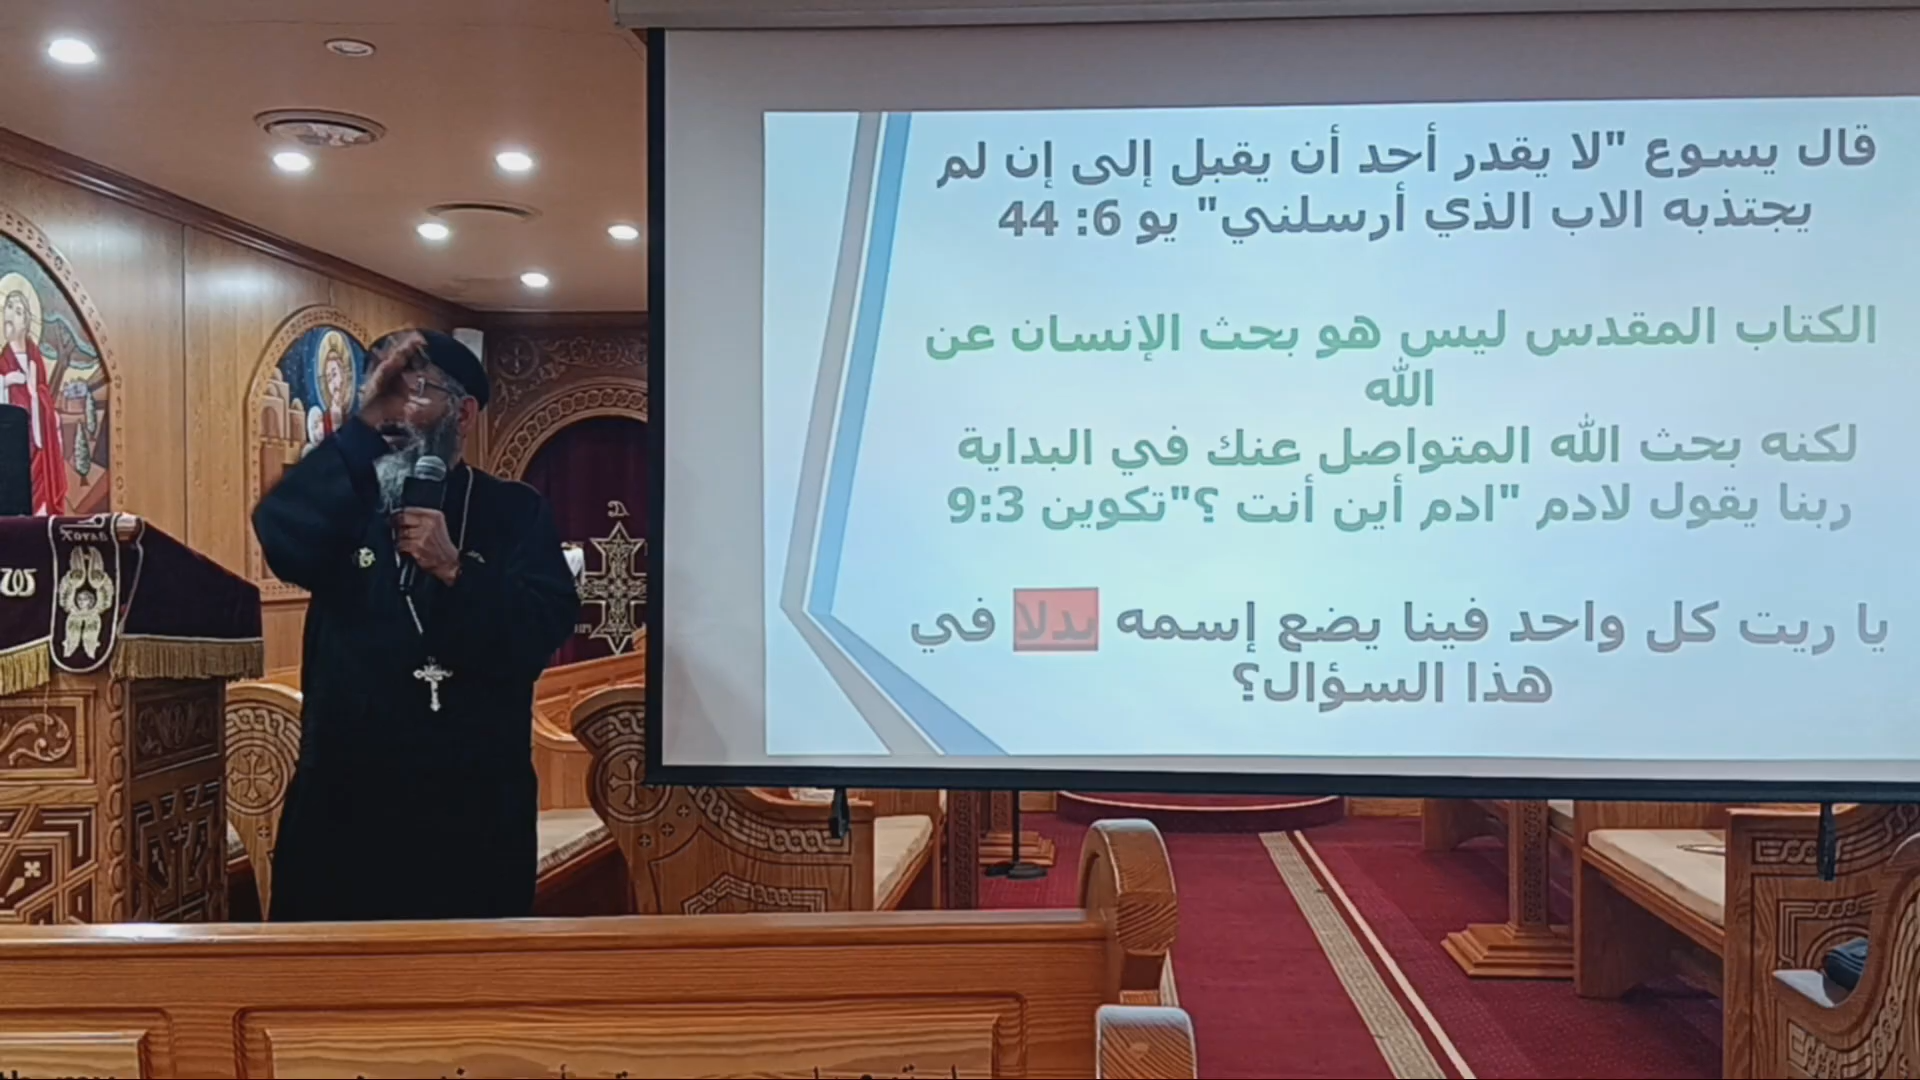 قال يسوع "لا يقدر أحد أن يقبل إلى إن لم
يجتذبه الاب الذي أرسلني" يو 6: 44
الكتاب المقدس ليس هو بحث الإنسان عن
الله
لكنه بحث الله المتواصل عنك في البداية
ربنا يقول لادم "ادم أين أنت ؟"تكوين 9:3
يا ريت كل واحد فينا يضع إسمه بدلا في
هذا السؤال؟